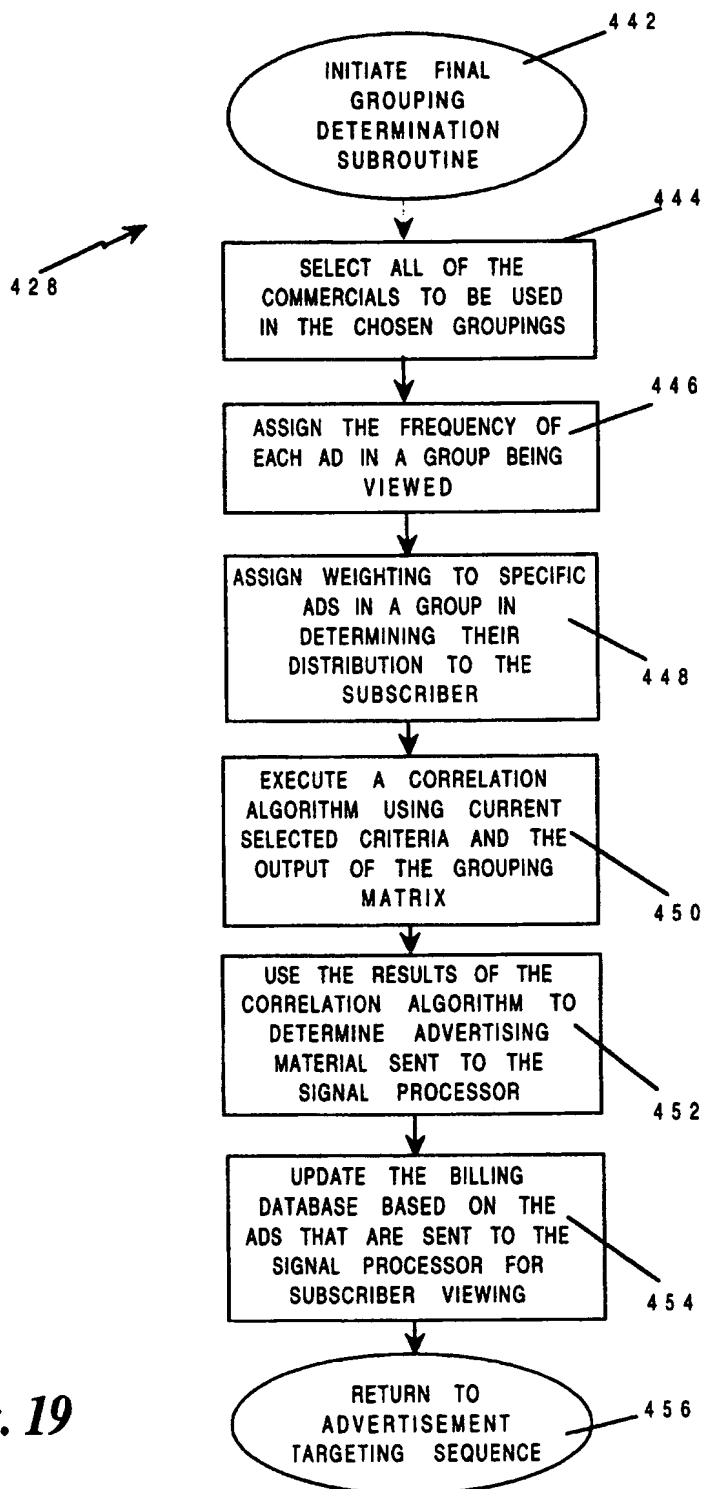 442
INITIATE FINAL
GROUPING
DETERMINATION
SUBROUTINE
444
428
SELECT ALL OF THE
COMMERCIALS TO BE USED
IN THE CHOSEN GROUPINGS
446
ASSIGN THE FREQUENCY OF
EACH AD IN A GROUP BEING
VIEWED
ASSIGN WEIGHTING TO SPECIFIC
ADS IN A GROUP IN
DETERMINING THEIR
DISTRIBUTION TO THE
SUBSCRIBER
448
EXECUTE A CORRELATION
ALGORITHM USING CURRENT
SELECTED CRITERIA AND THE
OUTPUT OF THE GROUPING
MATRIX
450
USE THE RESULTS OF THE
CORRELATION ALGORITHM TO
DETERMINE ADVERTISING
MATERIAL SENT TO THE
SIGNAL PROCESSOR
452
UPDATE THE BILLING
DATABASE BASED ON THE
ADS THAT ARE SENT TO THE
SIGNAL PROCESSOR FOR
SUBSCRIBER VIEWING
454
RETURN TO
ADVERTISEMENT
TARGETING SEQUENCE
456
. 19